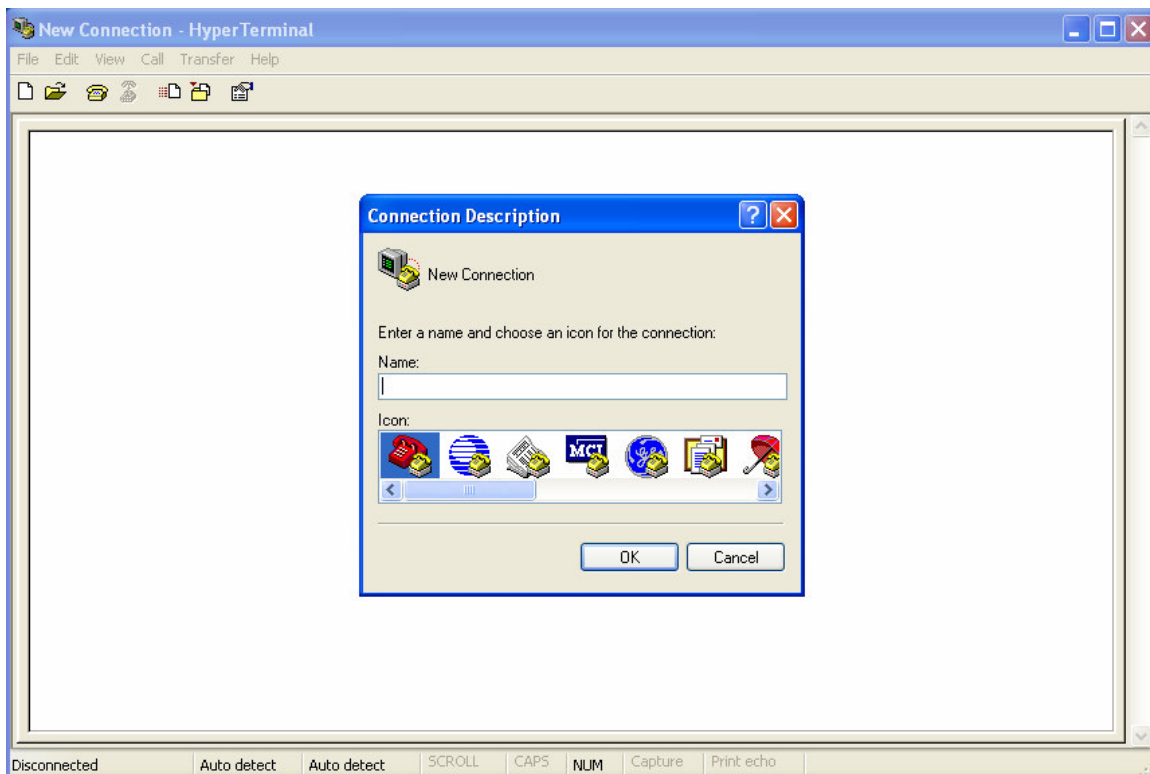 New Connection - HyperTerminal
File Edit View Call Transfer Help
Connection Description
New Connection
Enter a name and choose an icon for the connection:
Name:
Icon:
MCI
OK Cancel
Disconnected Auto detect Auto detect SCROLL CAPS NUM Capture Print echo